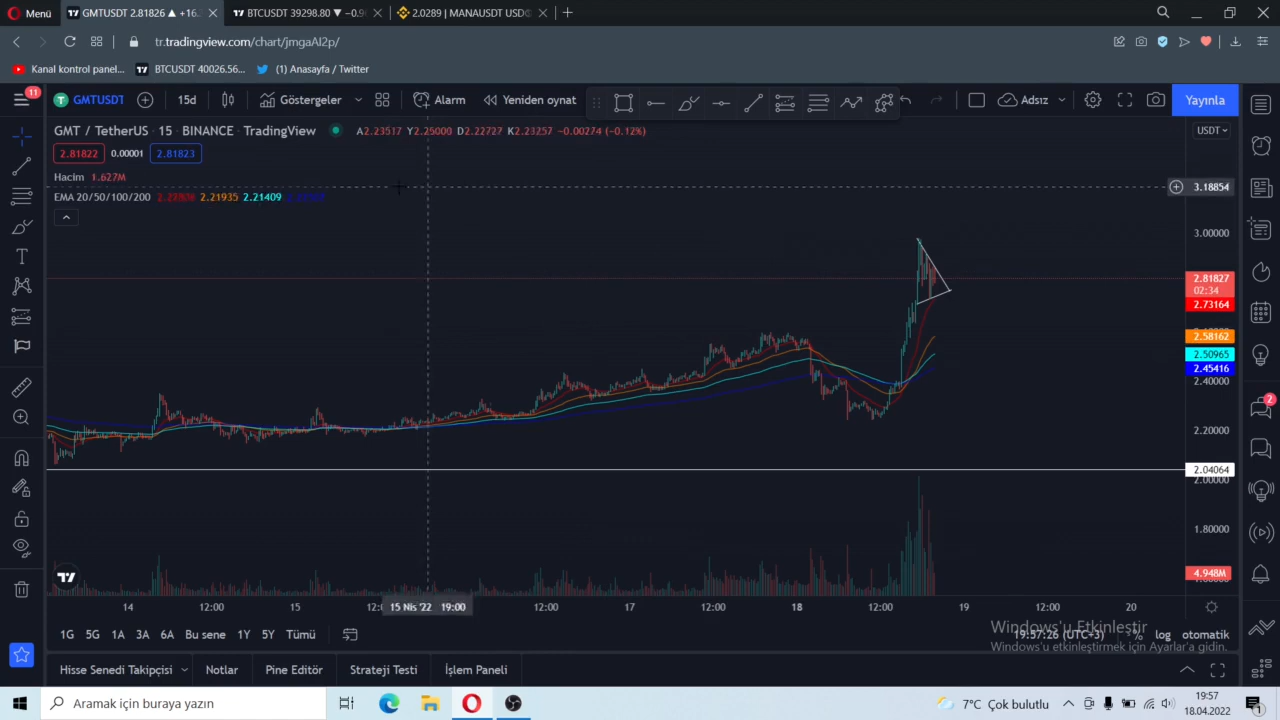 Menü
GMTUSDT 2.81826 ▲ +16.
BTCUSDT 39298.80 ▼ −0.9
2.0289 | MANAUSDT USD
tr.tradingview.com/chart/jmgaAI2p/
Kanal kontrol panel...
BTCUSDT 40026.56...
(1) Anasayfa / Twitter
11
GMTUSDT
15d
Göstergeler
Alarm
Yeniden oynat
Adsız
Yayınla
GMT / TetherUS · 15 · BINANCE · TradingView
A2.23517 Y2.25000 D2.22727 K2.23257 −0.00274 (−0.12%)
USDT
2.81822
0.00001
2.81823
Hacim 1.627M
3.18854
EMA 20/50/100/200
2.21935
2.21409
3.00000
2.81827
02:34
2.73164
2.58162
2.50965
2.45416
2.40000
2
2.20000
2.04064
2.00000
1.80000
4.948M
14
12:00
15
15 Nis '22 19:00
12:00
17
12:00
18
12:00
19
12:00
20
1G
5G
1A
3A
6A
Bu sene
1Y
5Y
Tümü
19:57:26 (UTC+3)
%
log
otomatik
Windows'u Etkinleştir
Windows'u etkinleştirmek için Ayarlar'a gidin.
Hisse Senedi Takipçisi
Notlar
Pine Editör
Strateji Testi
İşlem Paneli
Aramak için buraya yazın
7°C Çok bulutlu
19:57
18.04.2022
1